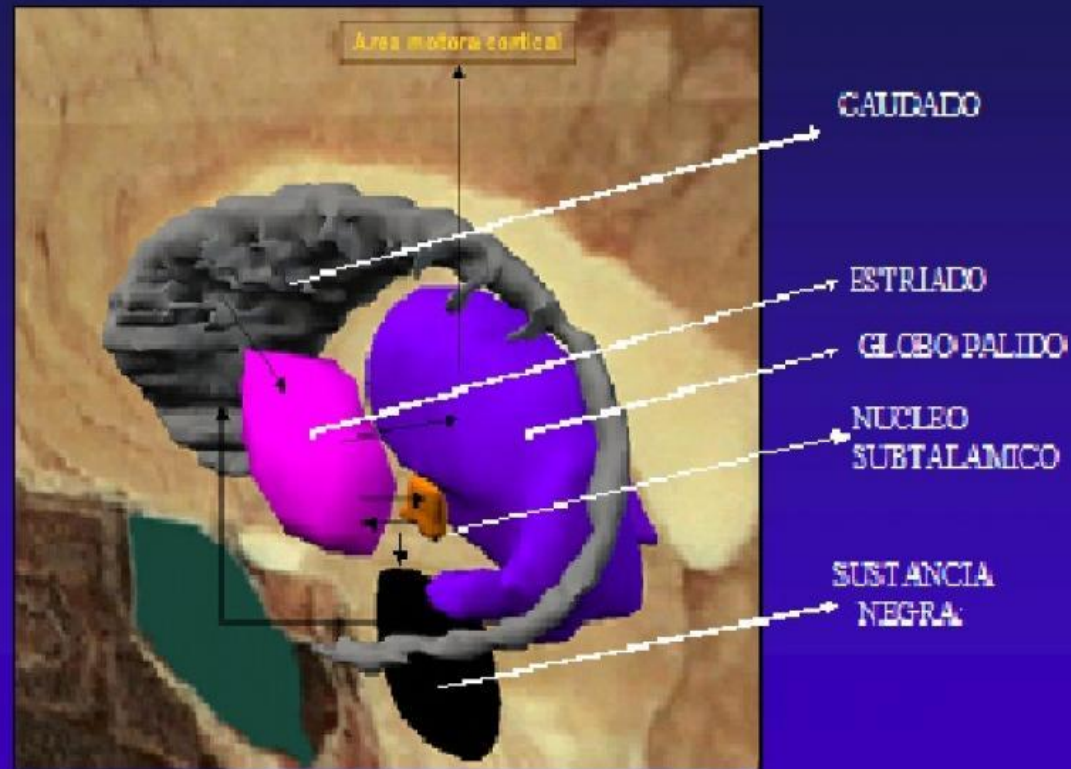 Area motora cortical
CAUDADO
ESTRIADO
GLOBO PALIDO
NUCLEO
SUBTALAMICO
SUSTANCIA
NEGRA